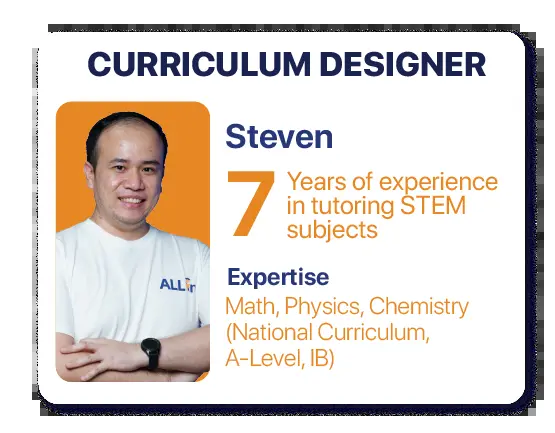 CURRICULUM DESIGNER
Steven
7
Years of experience
in tutoring STEM
subjects
ALLIn
Expertise
Math, Physics, Chemistry
(National Curriculum,
A-Level, IB)